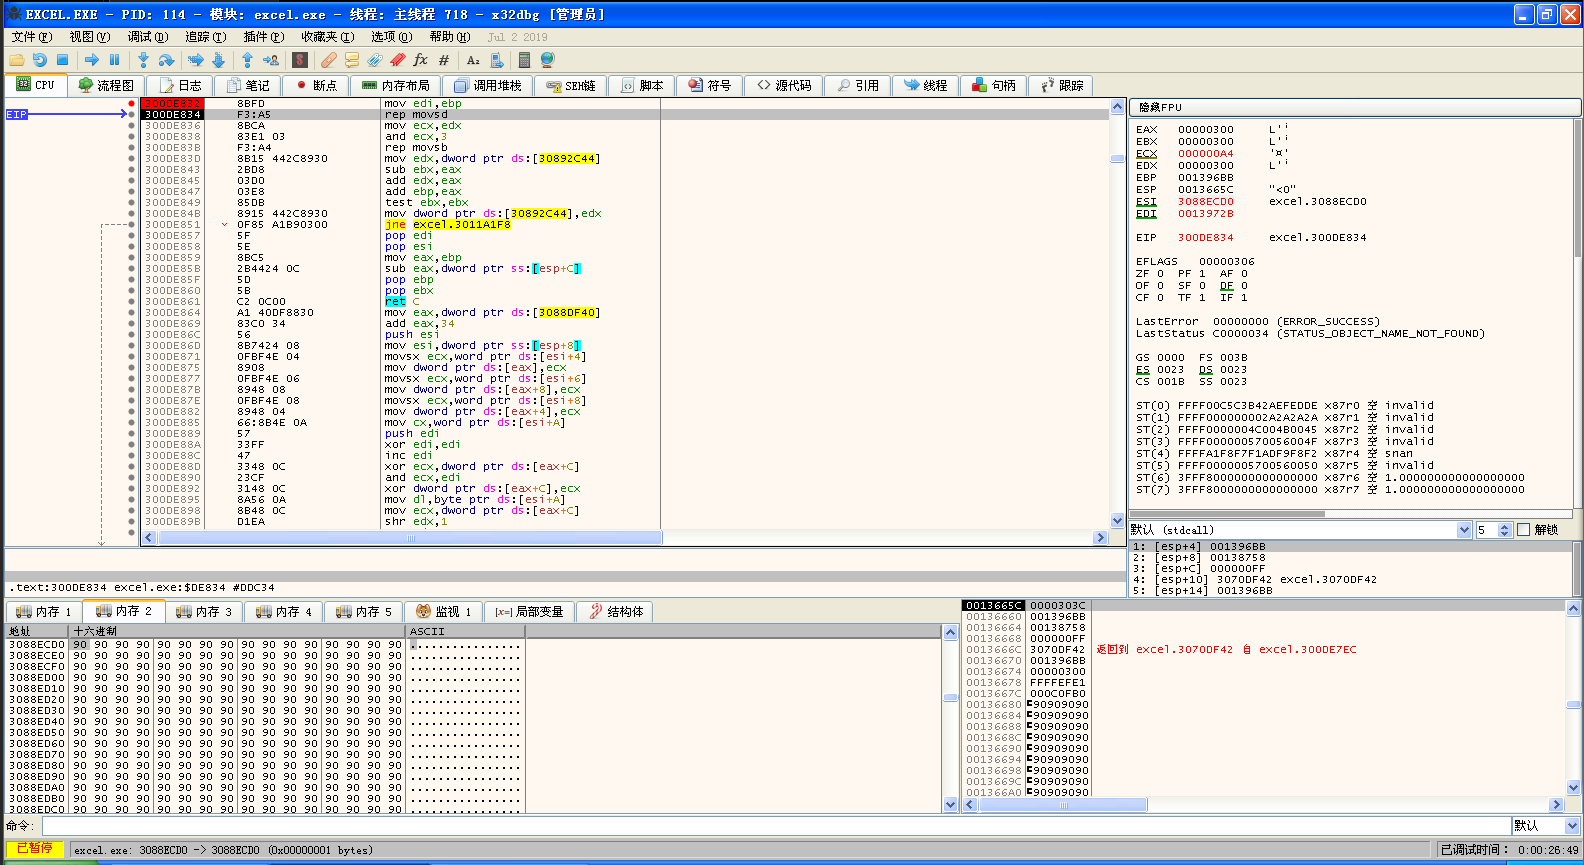 EXCEL.EXE - PID: 114 - 模块: excel.exe - 线程: 主线程 718 - x32dbg [管理员]
文件(F) 视图(V) 调试(D) 追踪(T) 插件(P) 收藏夹(I) 选项(O) 帮助(H) Jul 2 2019
CPU 流程图 日志 笔记 断点 内存布局 调用堆栈 SEH链 脚本 符号 源代码 引用 线程 句柄 跟踪
EIP
300DE832 8BFD mov edi,ebp
300DE834 F3:A5 rep movsd
300DE836 8BCA mov ecx,edx
300DE838 83E1 03 and ecx,3
300DE83B F3:A4 rep movsb
300DE83D 8B15 442C8930 mov edx,dword ptr ds:[30892C44]
300DE843 2BD8 sub ebx,eax
300DE845 03D0 add edx,eax
300DE847 03E8 add ebp,eax
300DE849 85DB test ebx,ebx
300DE84B 8915 442C8930 mov dword ptr ds:[30892C44],edx
300DE851 0F85 A1B90300 jne excel.3011A1F8
300DE857 5F pop edi
300DE858 5E pop esi
300DE859 8BC5 mov eax,ebp
300DE85B 2B4424 0C sub eax,dword ptr ss:[esp+C]
300DE85F 5D pop ebp
300DE860 5B pop ebx
300DE861 C2 0C00 ret C
300DE864 A1 40DF8830 mov eax,dword ptr ds:[3088DF40]
300DE869 83C0 34 add eax,34
300DE86C 56 push esi
300DE86D 8B7424 08 mov esi,dword ptr ss:[esp+8]
300DE871 0FBF4E 04 movsx ecx,word ptr ds:[esi+4]
300DE875 8908 mov dword ptr ds:[eax],ecx
300DE877 0FBF4E 06 movsx ecx,word ptr ds:[esi+6]
300DE87B 8948 08 mov dword ptr ds:[eax+8],ecx
300DE87E 0FBF4E 08 movsx ecx,word ptr ds:[esi+8]
300DE882 8948 04 mov dword ptr ds:[eax+4],ecx
300DE885 66:8B4E 0A mov cx,word ptr ds:[esi+A]
300DE889 57 push edi
300DE88A 33FF xor edi,edi
300DE88C 47 inc edi
300DE88D 3348 0C xor ecx,dword ptr ds:[eax+C]
300DE890 23CF and ecx,edi
300DE892 3148 0C xor dword ptr ds:[eax+C],ecx
300DE895 8A56 0A mov dl,byte ptr ds:[esi+A]
300DE898 8B48 0C mov ecx,dword ptr ds:[eax+C]
300DE89B D1EA shr edx,1
隐藏FPU
EAX 00000300 L'ˋ'
EBX 00000300 L'ˋ'
ECX 000000A4 '¤'
EDX 00000300 L'ˋ'
EBP 001396BB
ESP 0013665C "<0"
ESI 3088ECD0 excel.3088ECD0
EDI 0013972B
EIP 300DE834 excel.300DE834
EFLAGS 00000306
ZF 0 PF 1 AF 0
OF 0 SF 0 DF 0
CF 0 TF 1 IF 1
LastError 00000000 (ERROR_SUCCESS)
LastStatus C0000034 (STATUS_OBJECT_NAME_NOT_FOUND)
GS 0000 FS 003B
ES 0023 DS 0023
CS 001B SS 0023
ST(0) FFFF00C5C3B42AEFEDDE x87r0 空 invalid
ST(1) FFFF000000002A2A2A2A x87r1 空 invalid
ST(2) FFFF0000004C004B0045 x87r2 空 invalid
ST(3) FFFF000000570056004F x87r3 空 invalid
ST(4) FFFFA1F8F7F1ADF9F8F2 x87r4 空 snan
ST(5) FFFF0000005700560050 x87r5 空 invalid
ST(6) 3FFF8000000000000000 x87r6 空 1.000000000000000000
ST(7) 3FFF8000000000000000 x87r7 空 1.000000000000000000
默认 (stdcall) 5 解锁
1: [esp+4] 001396BB
2: [esp+8] 00138758
3: [esp+C] 000000FF
4: [esp+10] 3070DF42 excel.3070DF42
5: [esp+14] 001396BB
.text:300DE834 excel.exe:$DE834 #DDC34
内存 1 内存 2 内存 3 内存 4 内存 5 监视 1 [x=] 局部变量 结构体
地址 十六进制 ASCII
3088ECD0 90 90 90 90 90 90 90 90 90 90 90 90 90 90 90 90 ................
3088ECE0 90 90 90 90 90 90 90 90 90 90 90 90 90 90 90 90 ................
3088ECF0 90 90 90 90 90 90 90 90 90 90 90 90 90 90 90 90 ................
3088ED00 90 90 90 90 90 90 90 90 90 90 90 90 90 90 90 90 ................
3088ED10 90 90 90 90 90 90 90 90 90 90 90 90 90 90 90 90 ................
3088ED20 90 90 90 90 90 90 90 90 90 90 90 90 90 90 90 90 ................
3088ED30 90 90 90 90 90 90 90 90 90 90 90 90 90 90 90 90 ................
3088ED40 90 90 90 90 90 90 90 90 90 90 90 90 90 90 90 90 ................
3088ED50 90 90 90 90 90 90 90 90 90 90 90 90 90 90 90 90 ................
3088ED60 90 90 90 90 90 90 90 90 90 90 90 90 90 90 90 90 ................
3088ED70 90 90 90 90 90 90 90 90 90 90 90 90 90 90 90 90 ................
3088ED80 90 90 90 90 90 90 90 90 90 90 90 90 90 90 90 90 ................
3088ED90 90 90 90 90 90 90 90 90 90 90 90 90 90 90 90 90 ................
3088EDA0 90 90 90 90 90 90 90 90 90 90 90 90 90 90 90 90 ................
3088EDB0 90 90 90 90 90 90 90 90 90 90 90 90 90 90 90 90 ................
3088EDC0 90 90 90 90 90 90 90 90 90 90 90 90 90 90 90 90 ................
0013665C 0000303C
00136660 001396BB
00136664 00138758
00136668 000000FF
0013666C 3070DF42 返回到 excel.3070DF42 自 excel.300DE7EC
00136670 001396BB
00136674 00000300
00136678 FFFFEFE1
0013667C 000C0FB0
00136680 90909090
00136684 90909090
00136688 90909090
0013668C 90909090
00136690 90909090
00136694 90909090
00136698 90909090
0013669C 90909090
001366A0 90909090
命令: 默认
已暂停 excel.exe: 3088ECD0 -> 3088ECD0 (0x00000001 bytes) 已调试时间: 0:00:26:49